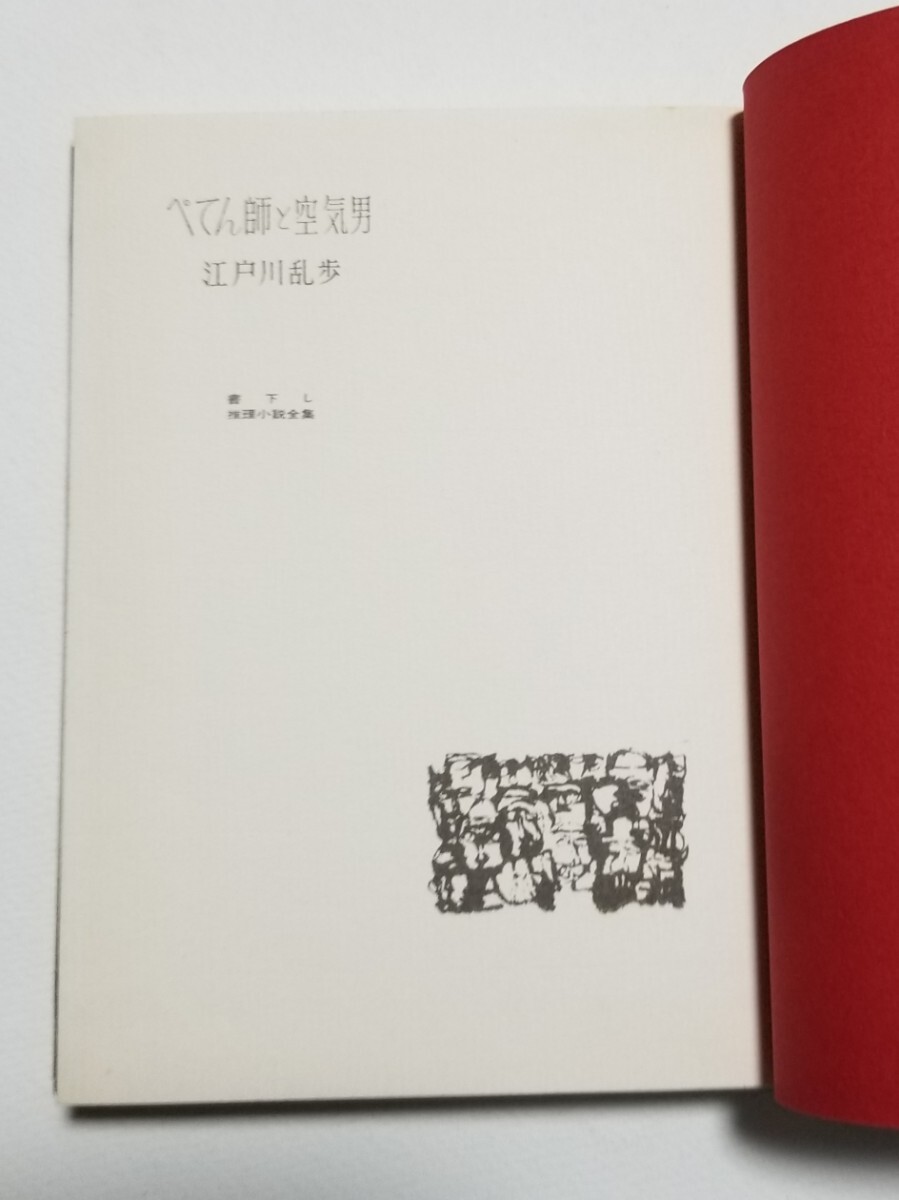 ぺてん師と空気男
江戸川乱歩
書下し
推理小説全集